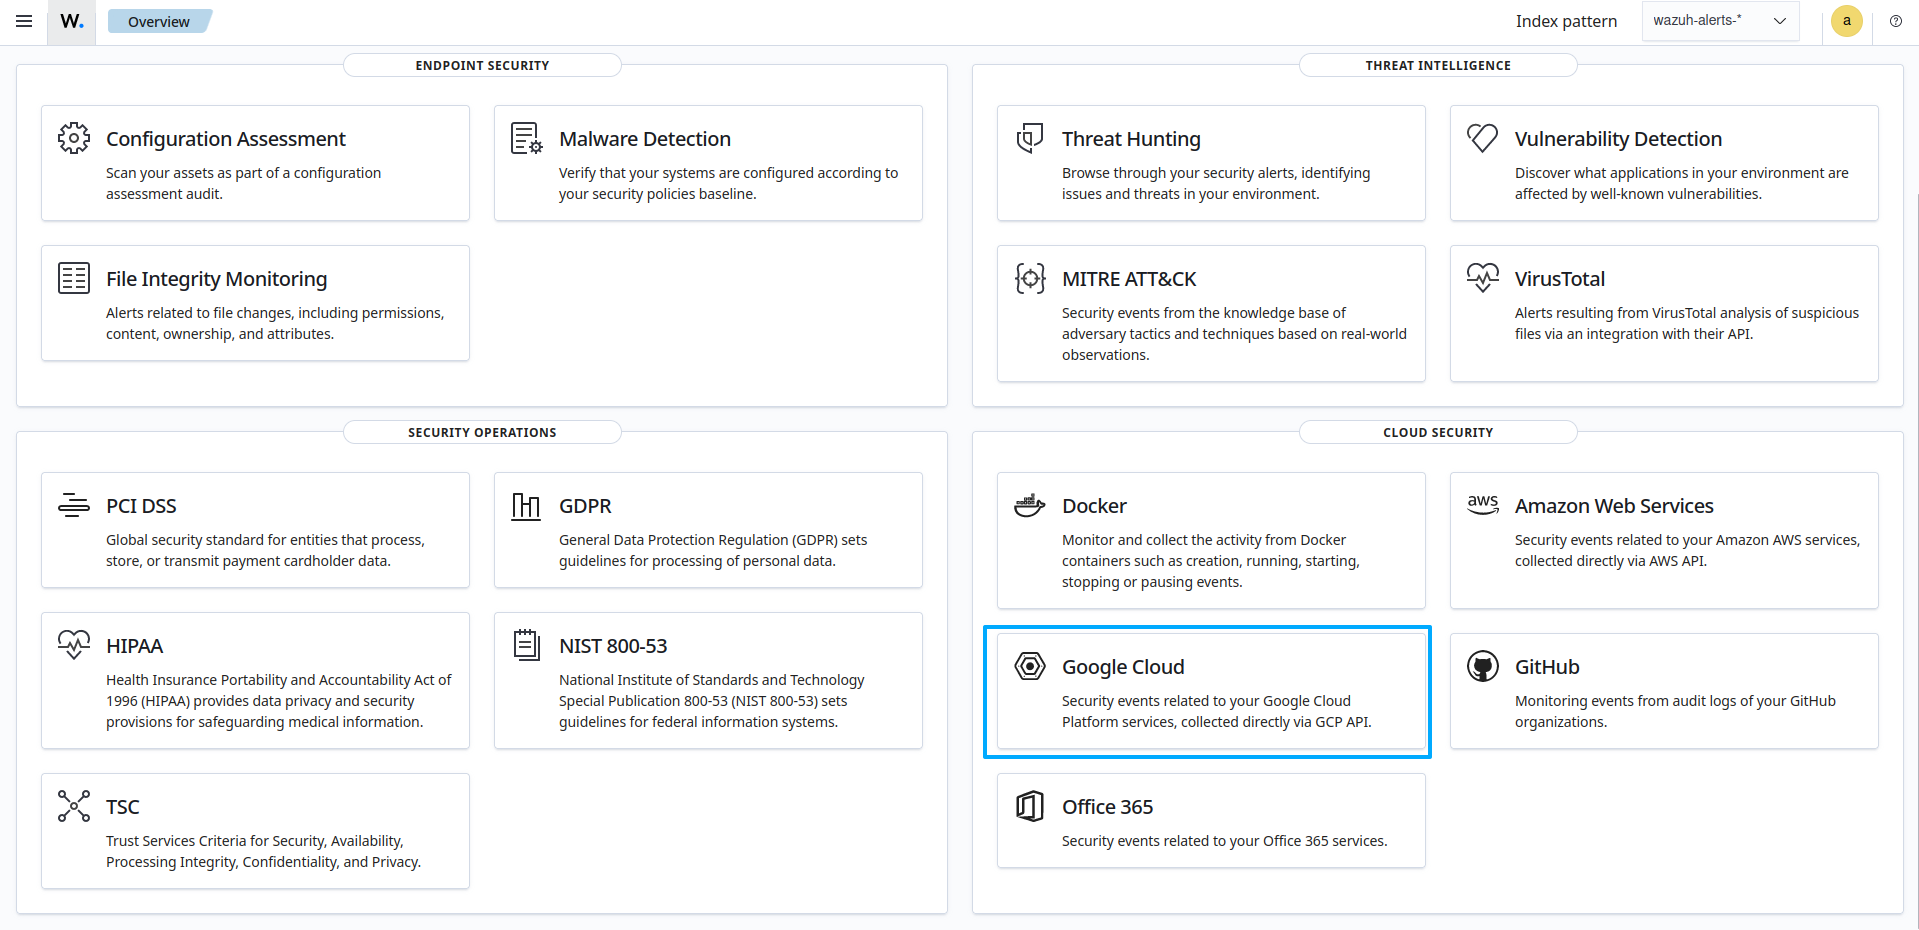 W.
Overview
Index pattern
wazuh-alerts-*
a
ENDPOINT SECURITY
Configuration Assessment
Scan your assets as part of a configuration
assessment audit.
Malware Detection
Verify that your systems are configured according to
your security policies baseline.
File Integrity Monitoring
Alerts related to file changes, including permissions,
content, ownership, and attributes.
THREAT INTELLIGENCE
Threat Hunting
Browse through your security alerts, identifying
issues and threats in your environment.
Vulnerability Detection
Discover what applications in your environment are
affected by well-known vulnerabilities.
MITRE ATT&CK
Security events from the knowledge base of
adversary tactics and techniques based on real-world
observations.
VirusTotal
Alerts resulting from VirusTotal analysis of suspicious
files via an integration with their API.
SECURITY OPERATIONS
PCI DSS
Global security standard for entities that process,
store, or transmit payment cardholder data.
GDPR
General Data Protection Regulation (GDPR) sets
guidelines for processing of personal data.
HIPAA
Health Insurance Portability and Accountability Act of
1996 (HIPAA) provides data privacy and security
provisions for safeguarding medical information.
NIST 800-53
National Institute of Standards and Technology
Special Publication 800-53 (NIST 800-53) sets
guidelines for federal information systems.
TSC
Trust Services Criteria for Security, Availability,
Processing Integrity, Confidentiality, and Privacy.
CLOUD SECURITY
Docker
Monitor and collect the activity from Docker
containers such as creation, running, starting,
stopping or pausing events.
aws
Amazon Web Services
Security events related to your Amazon AWS services,
collected directly via AWS API.
Google Cloud
Security events related to your Google Cloud
Platform services, collected directly via GCP API.
GitHub
Monitoring events from audit logs of your GitHub
organizations.
Office 365
Security events related to your Office 365 services.